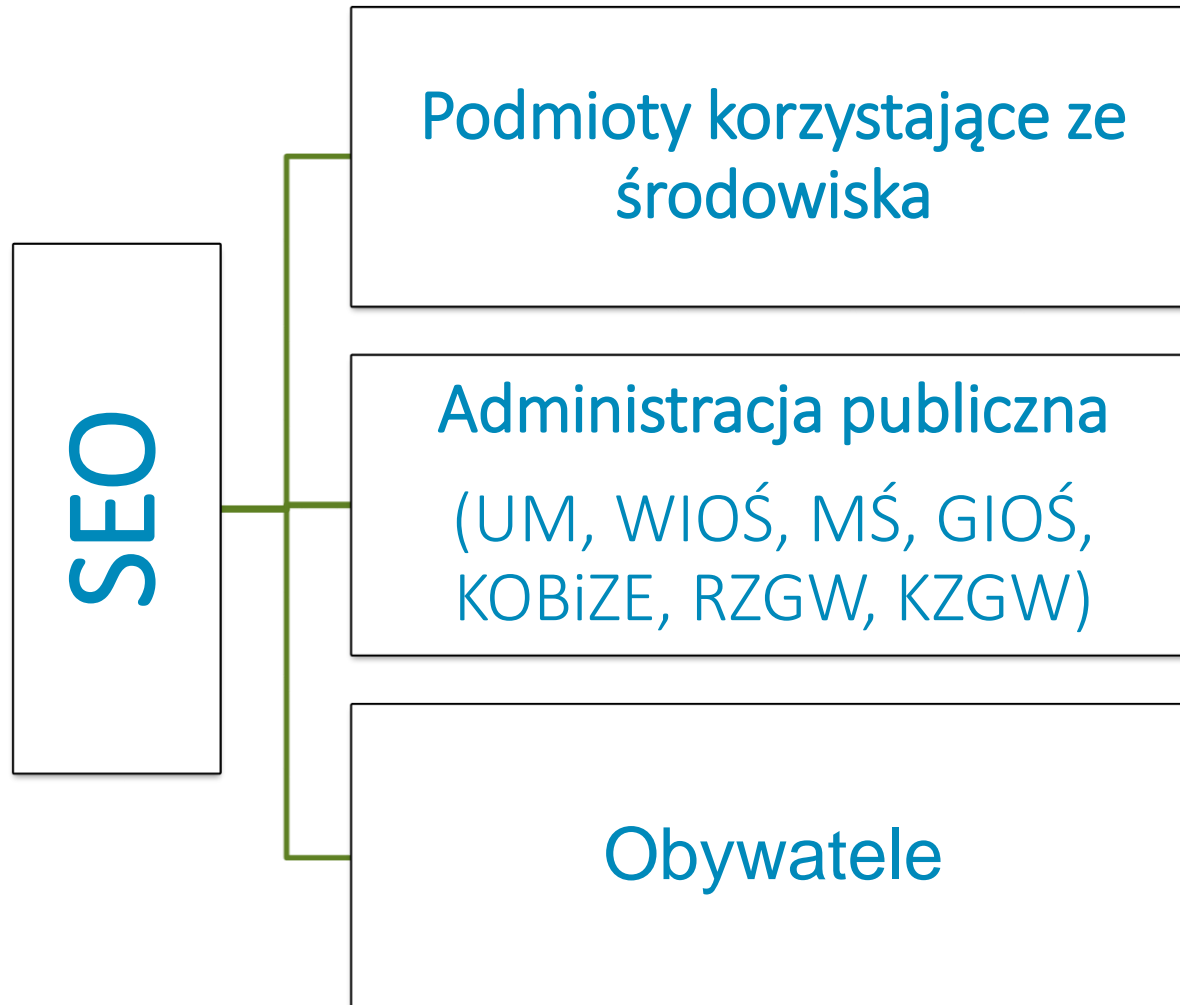 SEO
Podmioty korzystające ze
środowiska
Administracja publiczna
(UM, WIOŚ, MŚ, GIOŚ,
KOBiZE, RZGW, KZGW)
Obywatele